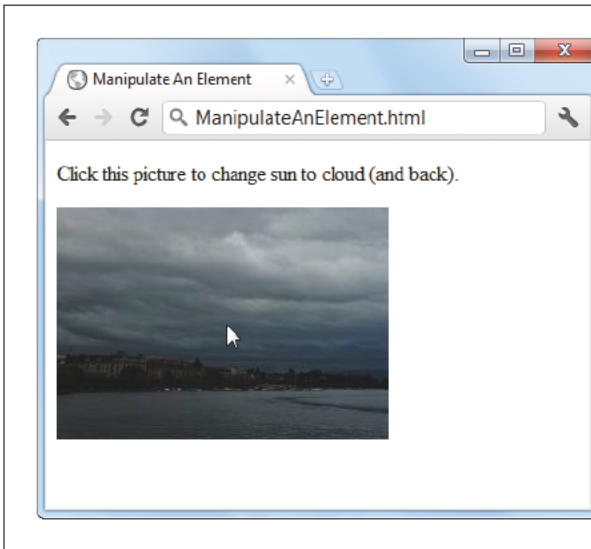 Manipulate An Element
ManipulateAnElement.html
Click this picture to change sun to cloud (and back).